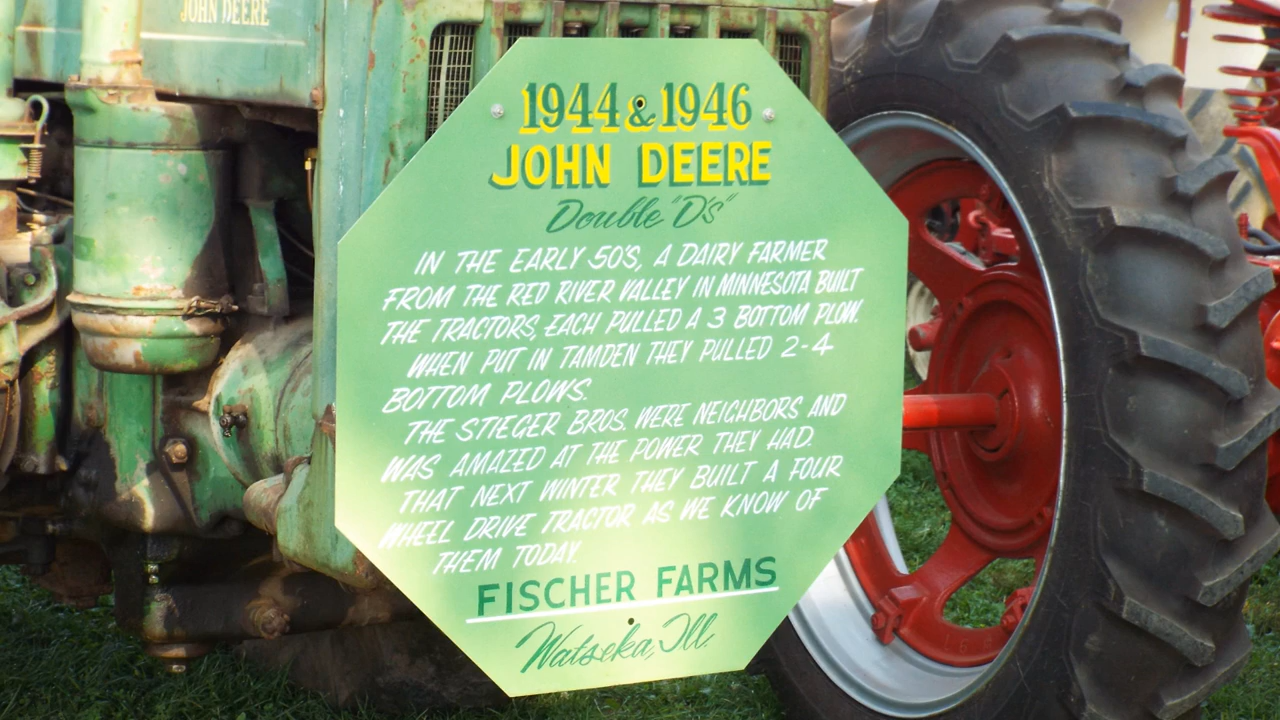 JOHN DEERE
1944 & 1946
JOHN DEERE
Double "D's"
IN THE EARLY 50'S, A DAIRY FARMER
FROM THE RED RIVER VALLEY IN MINNESOTA BUILT
THE TRACTORS, EACH PULLED A 3 BOTTOM PLOW.
WHEN PUT IN TAMDEN THEY PULLED 2-4
BOTTOM PLOWS.
THE STIEGER BROS. WERE NEIGHBORS AND
WAS AMAZED AT THE POWER THEY HAD.
THAT NEXT WINTER THEY BUILT A FOUR
WHEEL DRIVE TRACTOR AS WE KNOW OF
THEM TODAY.
FISCHER FARMS
Watseka, Ill.